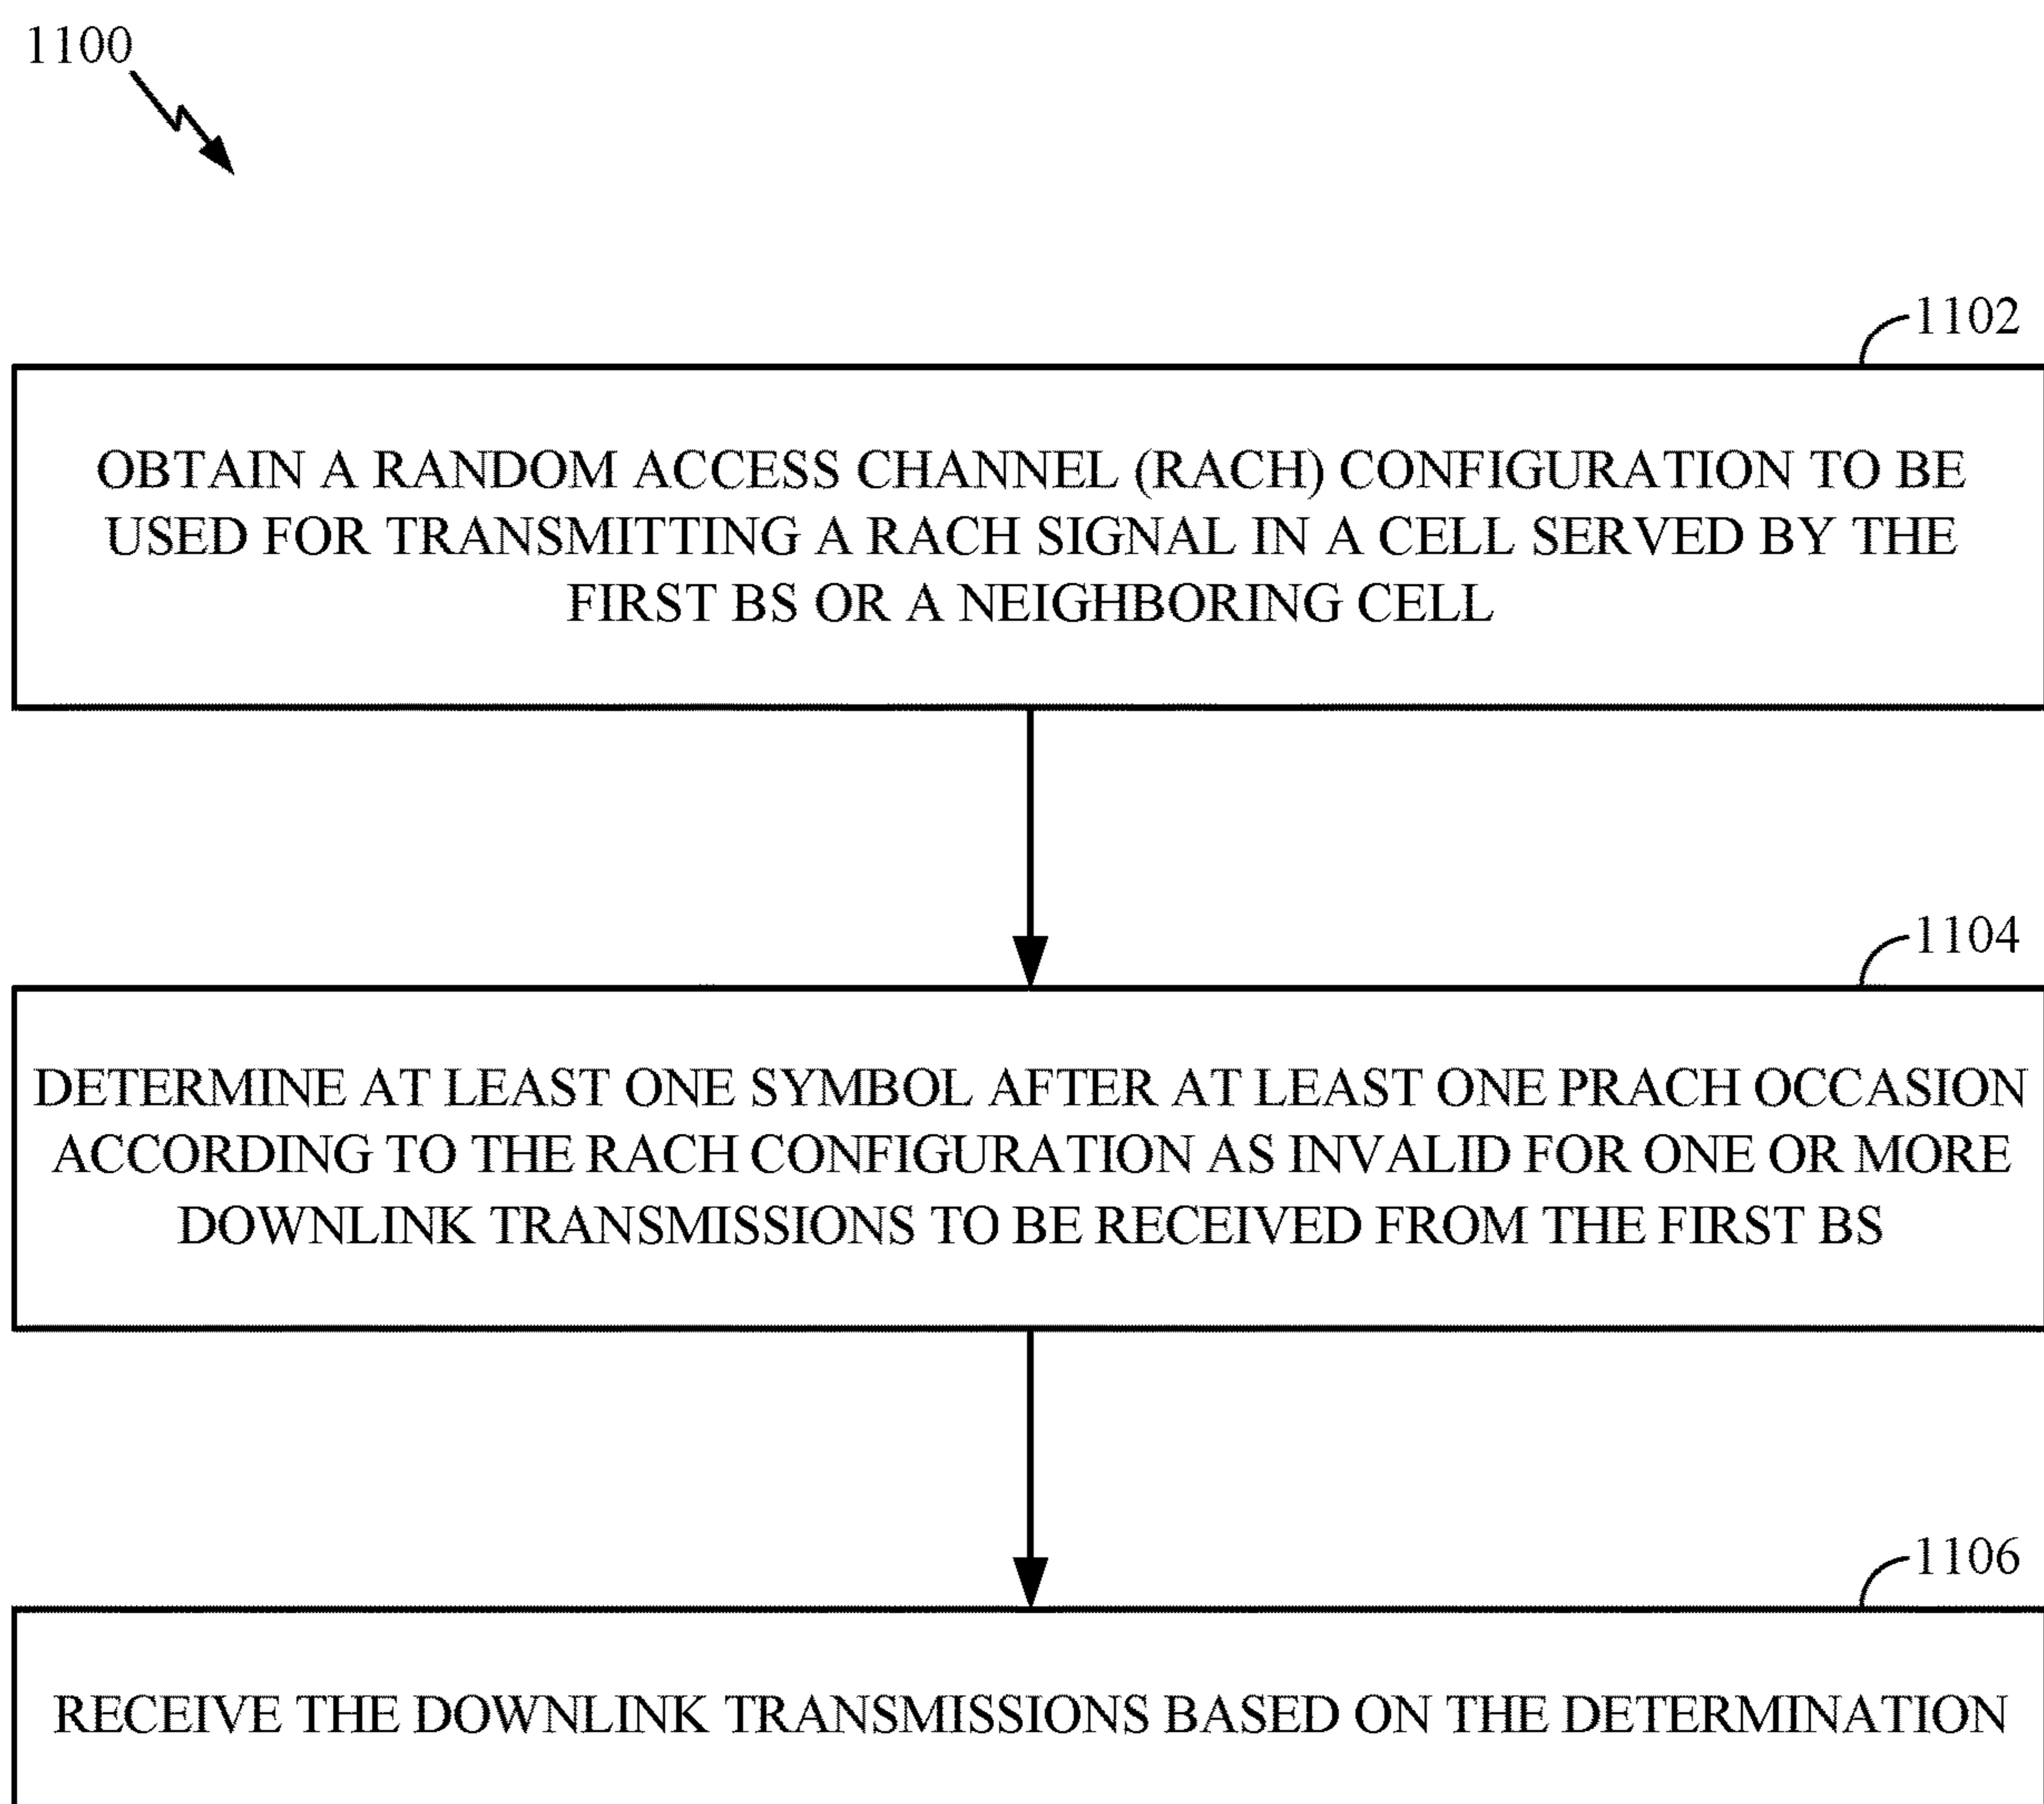 1100
1102
OBTAIN A RANDOM ACCESS CHANNEL (RACH) CONFIGURATION TO BE
USED FOR TRANSMITTING A RACH SIGNAL IN A CELL SERVED BY THE
FIRST BS OR A NEIGHBORING CELL
1104
DETERMINE AT LEAST ONE SYMBOL AFTER AT LEAST ONE PRACH OCCASION
ACCORDING TO THE RACH CONFIGURATION AS INVALID FOR ONE OR MORE
DOWNLINK TRANSMISSIONS TO BE RECEIVED FROM THE FIRST BS
1106
RECEIVE THE DOWNLINK TRANSMISSIONS BASED ON THE DETERMINATION